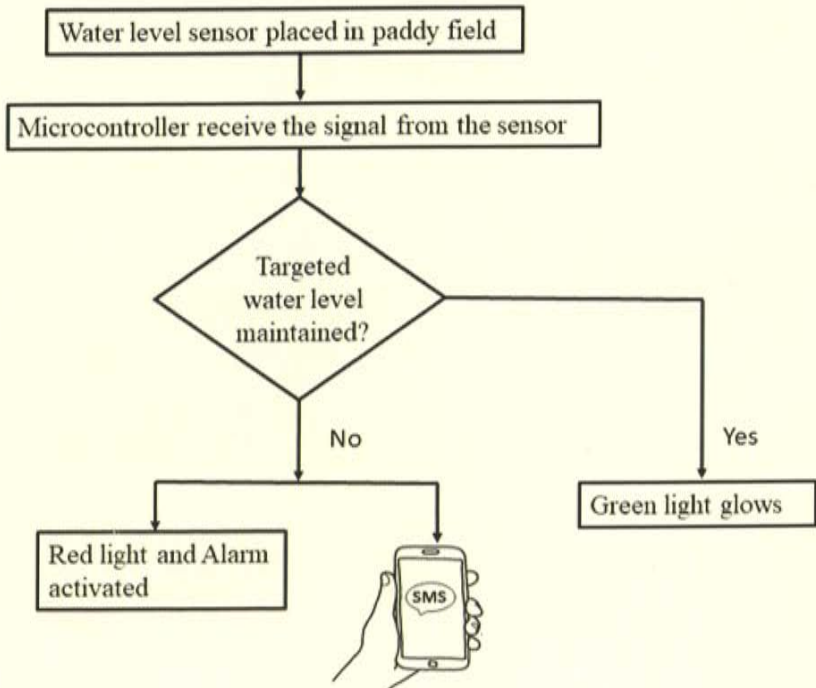 Water level sensor placed in paddy field
Microcontroller receive the signal from the sensor
Targeted
water level
maintained?
No
Yes
Green light glows
Red light and Alarm
activated
SMS